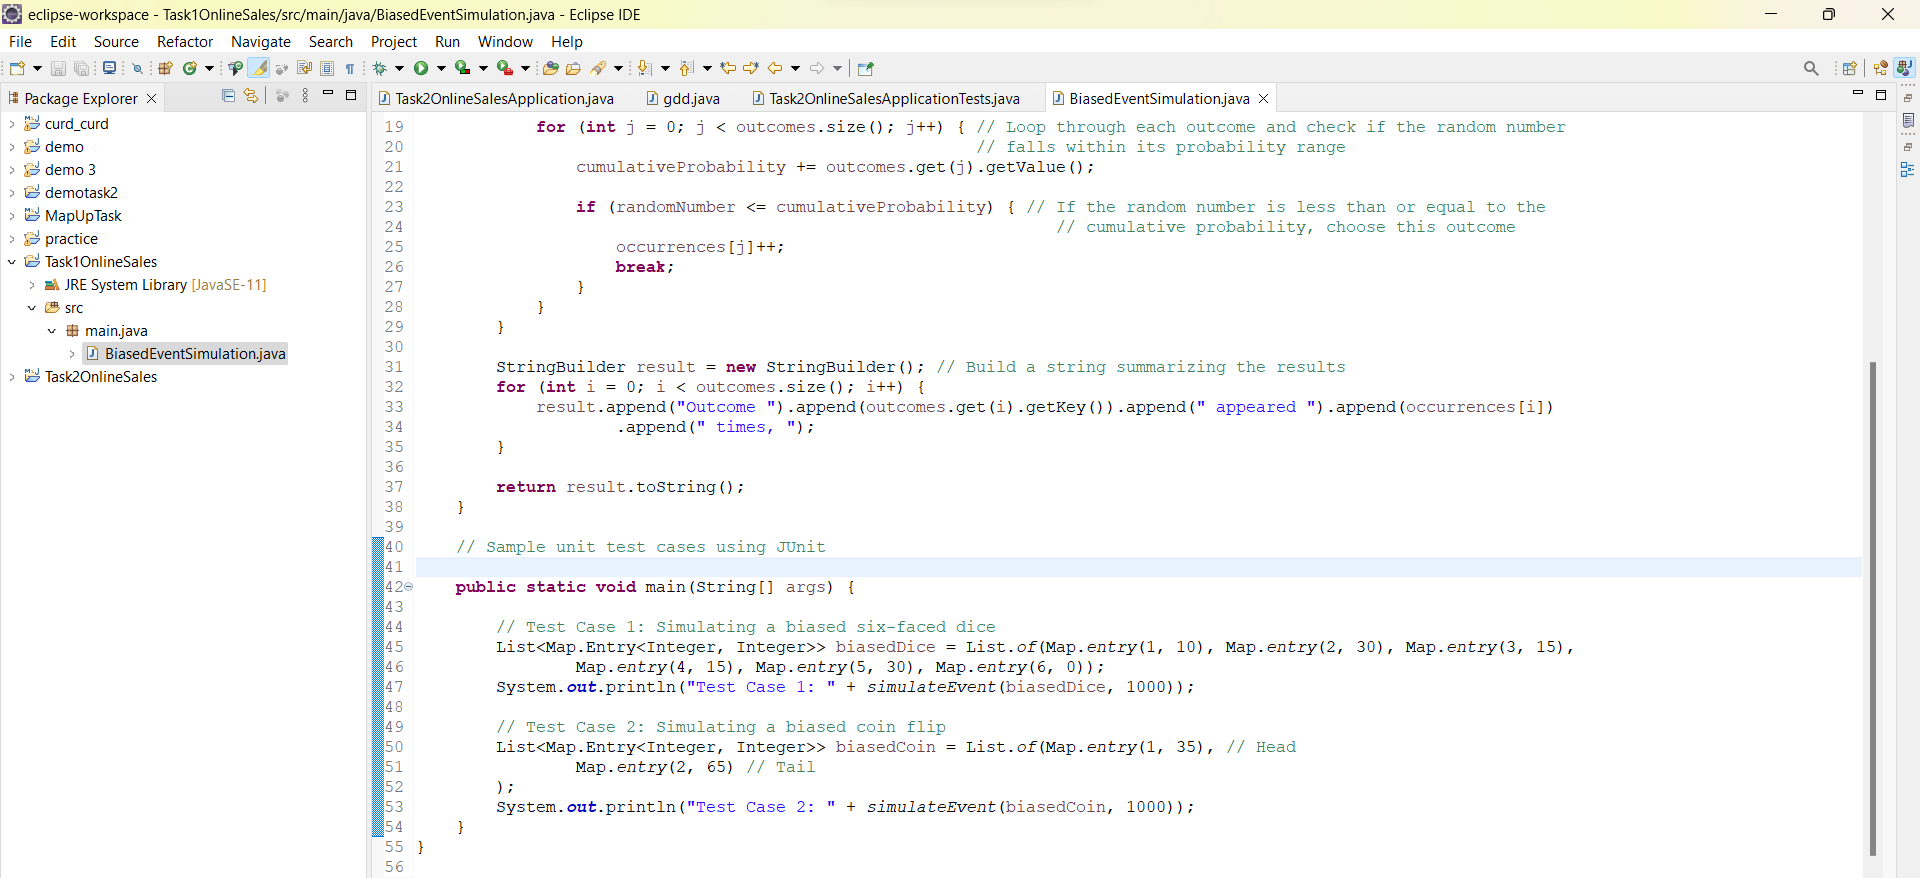 eclipse-workspace - Task1OnlineSales/src/main/java/BiasedEventSimulation.java - Eclipse IDE
File Edit Source Refactor Navigate Search Project Run Window Help
Package Explorer
curd_curd
demo
demo 3
demotask2
MapUpTask
practice
Task1OnlineSales
JRE System Library [JavaSE-11]
src
main.java
BiasedEventSimulation.java
Task2OnlineSales
Task2OnlineSalesApplication.java gdd.java Task2OnlineSalesApplicationTests.java BiasedEventSimulation.java
19 for (int j = 0; j < outcomes.size(); j++) { // Loop through each outcome and check if the random number
20 // falls within its probability range
21 cumulativeProbability += outcomes.get(j).getValue();
22
23 if (randomNumber <= cumulativeProbability) { // If the random number is less than or equal to the
24 // cumulative probability, choose this outcome
25 occurrences[j]++;
26 break;
27 }
28 }
29 }
30
31 StringBuilder result = new StringBuilder(); // Build a string summarizing the results
32 for (int i = 0; i < outcomes.size(); i++) {
33 result.append("Outcome ").append(outcomes.get(i).getKey()).append(" appeared ").append(occurrences[i])
34 .append(" times, ");
35 }
36
37 return result.toString();
38 }
39
40 // Sample unit test cases using JUnit
41
42 public static void main(String[] args) {
43
44 // Test Case 1: Simulating a biased six-faced dice
45 List<Map.Entry<Integer, Integer>> biasedDice = List.of(Map.entry(1, 10), Map.entry(2, 30), Map.entry(3, 15),
46 Map.entry(4, 15), Map.entry(5, 30), Map.entry(6, 0));
47 System.out.println("Test Case 1: " + simulateEvent(biasedDice, 1000));
48
49 // Test Case 2: Simulating a biased coin flip
50 List<Map.Entry<Integer, Integer>> biasedCoin = List.of(Map.entry(1, 35), // Head
51 Map.entry(2, 65) // Tail
52 );
53 System.out.println("Test Case 2: " + simulateEvent(biasedCoin, 1000));
54 }
55 }
56